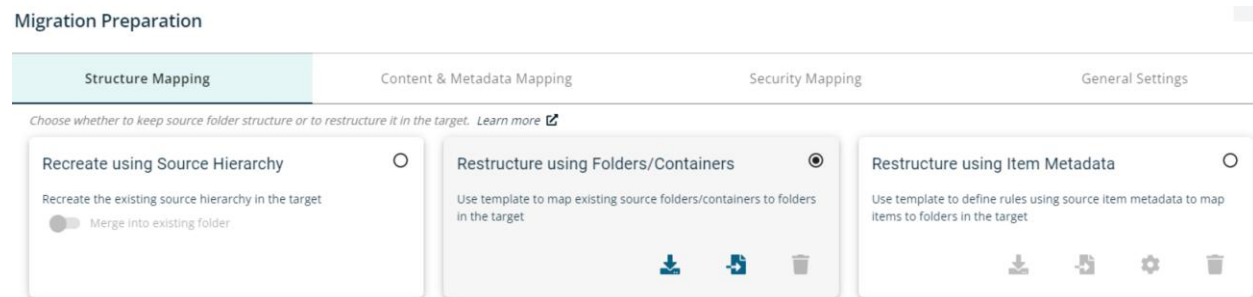 Migration Preparation
Structure Mapping
Content & Metadata Mapping
Security Mapping
General Settings
Choose whether to keep source folder structure or to restructure it in the target. Learn more
Recreate using Source Hierarchy
Recreate the existing source hierarchy in the target
Merge into existing folder
Restructure using Folders/Containers
Use template to map existing source folders/containers to folders
in the target
Restructure using Item Metadata
Use template to define rules using source item metadata to map
items to folders in the target